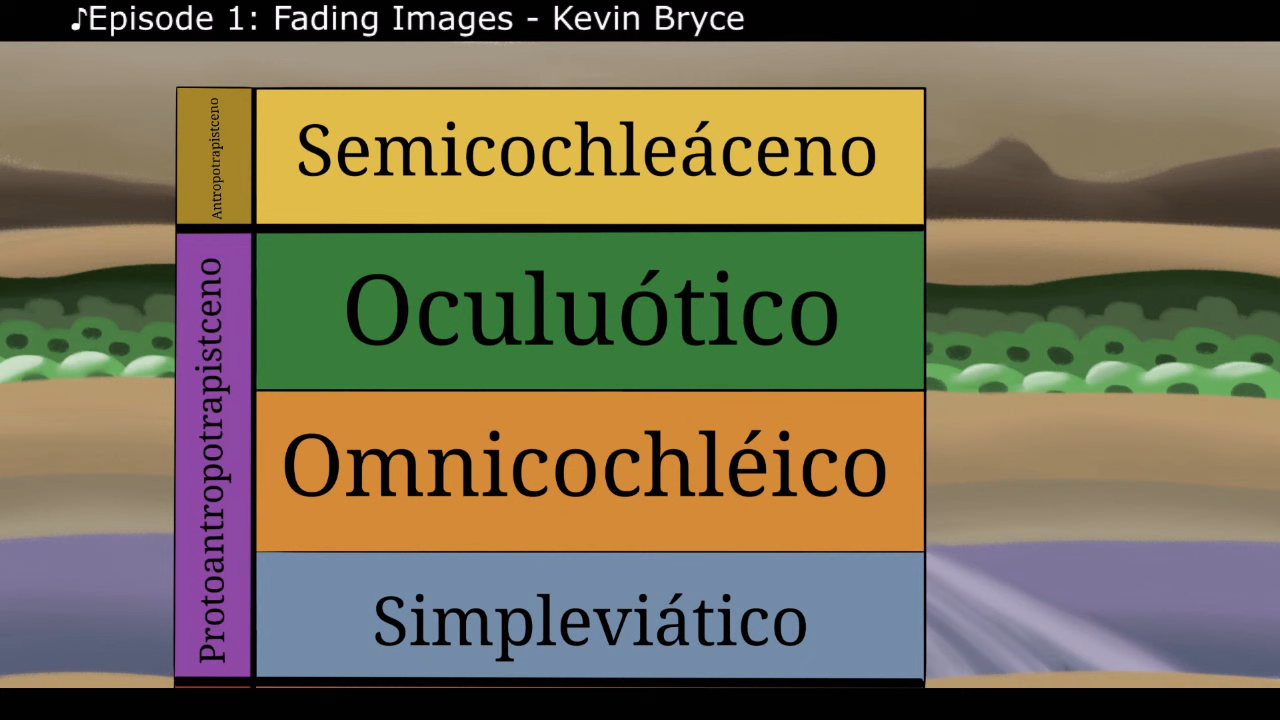 ♪Episode 1: Fading Images - Kevin Bryce
Antropotrapistceno
Semicochleáceno
Protoantropotrapistceno
Oculuótico
Omnicochléico
Simpleviático